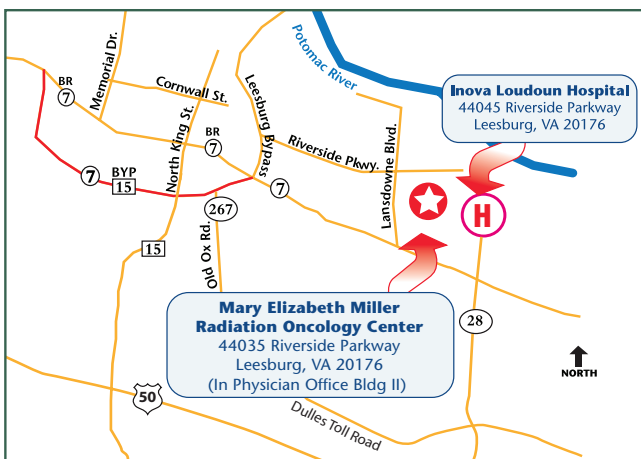 Potomac River
Inova Loudoun Hospital
44045 Riverside Parkway
Leesburg, VA 20176
BR
7
Memorial Dr.
Cornwall St.
North King St.
Leesburg Bypass
BR
7
Riverside Pkwy.
Lansdowne Blvd.
7
BYP
15
7
H
267
15
Old Ox Rd.
Mary Elizabeth Miller
Radiation Oncology Center
44035 Riverside Parkway
Leesburg, VA 20176
(In Physician Office Bldg II)
28
NORTH
50
Dulles Toll Road